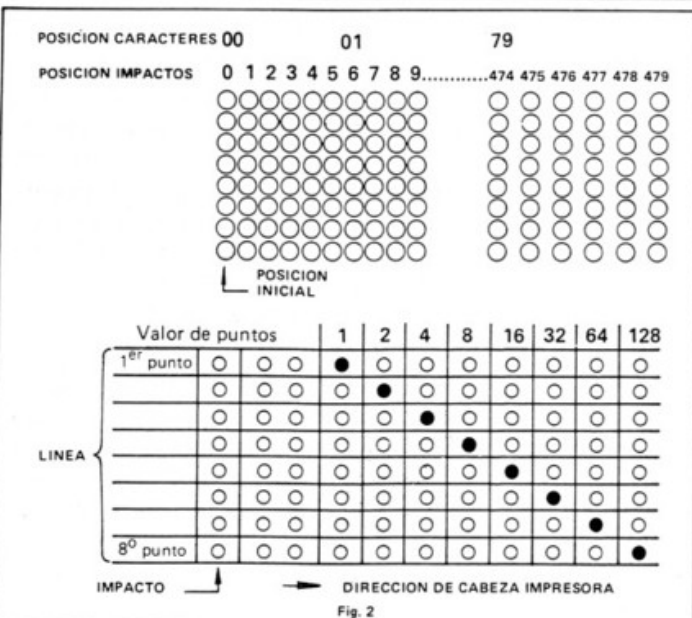 POSICION CARACTERES 00 01 79
POSICION IMPACTOS 0 1 2 3 4 5 6 7 8 9............474 475 476 477 478 479
POSICION
INICIAL
Valor de puntos 1 2 4 8 16 32 64 128
1er punto
LINEA
8º punto
IMPACTO DIRECCION DE CABEZA IMPRESORA
Fig. 2